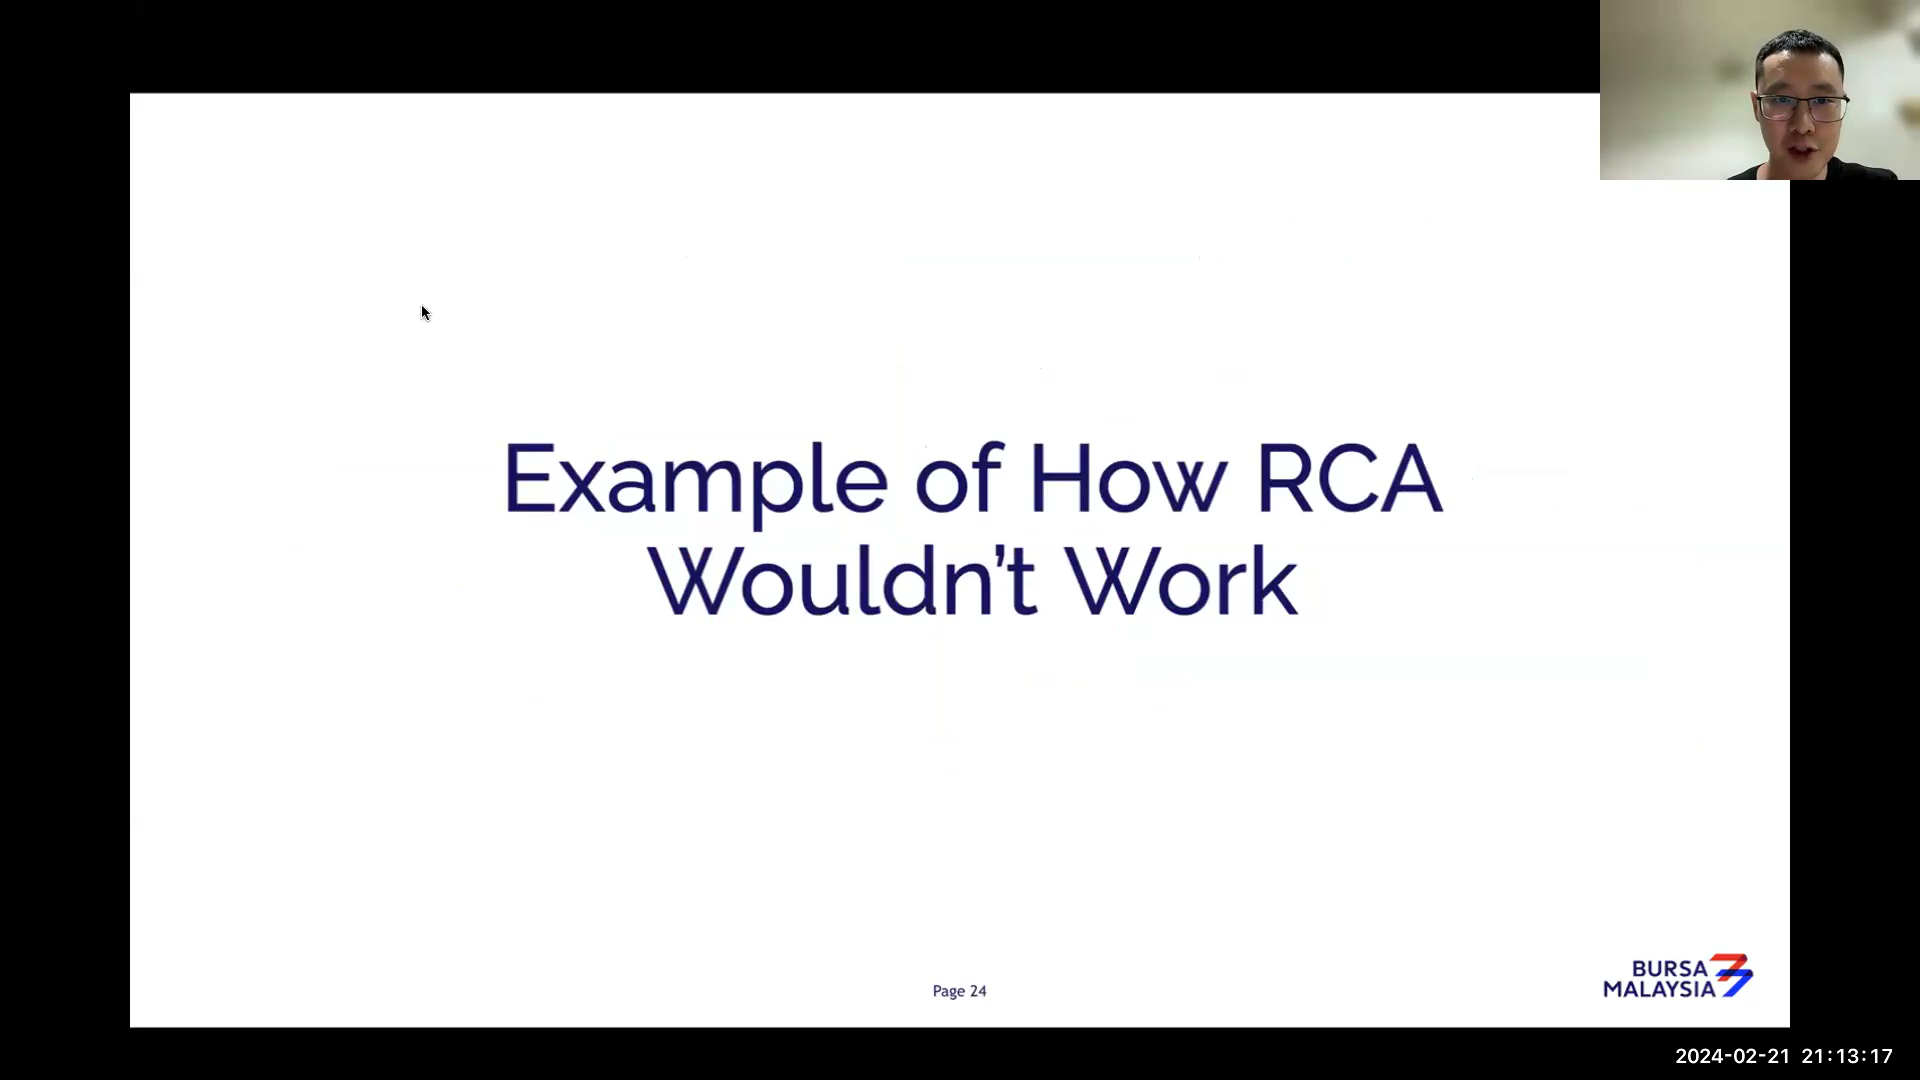 Example of How RCA
Wouldn't Work
Page 24
BURSA
MALAYSIA
2024-02-21 21:13:17